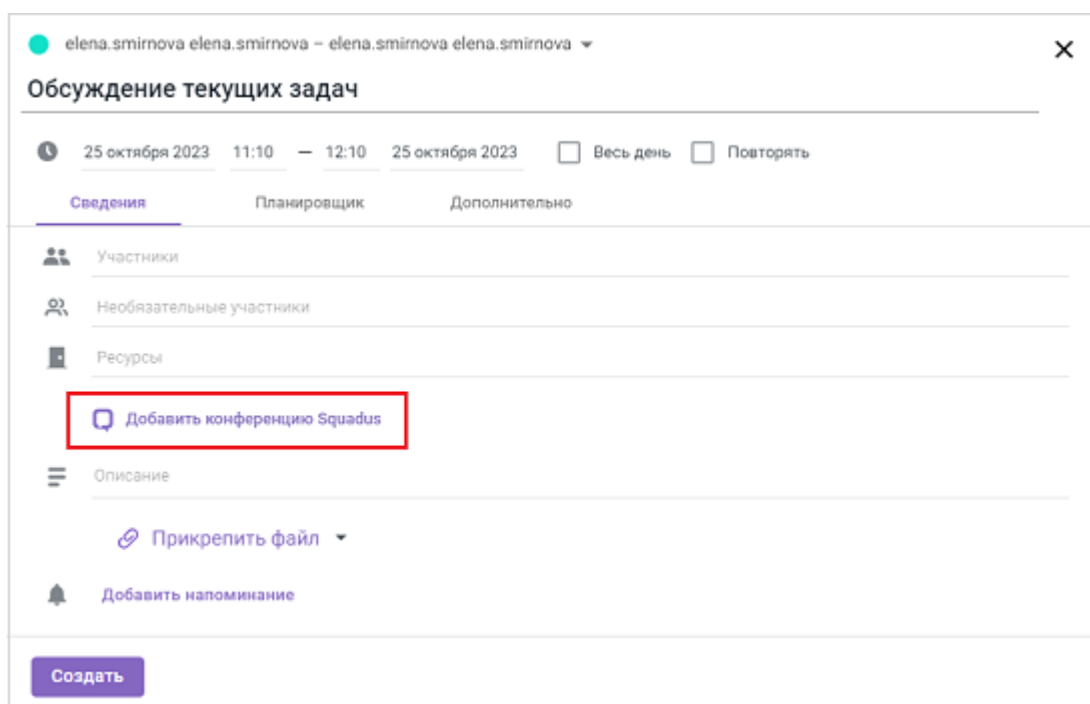 elena.smirnova elena.smirnova – elena.smirnova elena.smirnova
Обсуждение текущих задач
25 октября 2023 11:10 — 12:10 25 октября 2023 Весь день Повторять
Сведения Планировщик Дополнительно
Участники
Необязательные участники
Ресурсы
Добавить конференцию Squadus
Описание
Прикрепить файл
Добавить напоминание
Создать